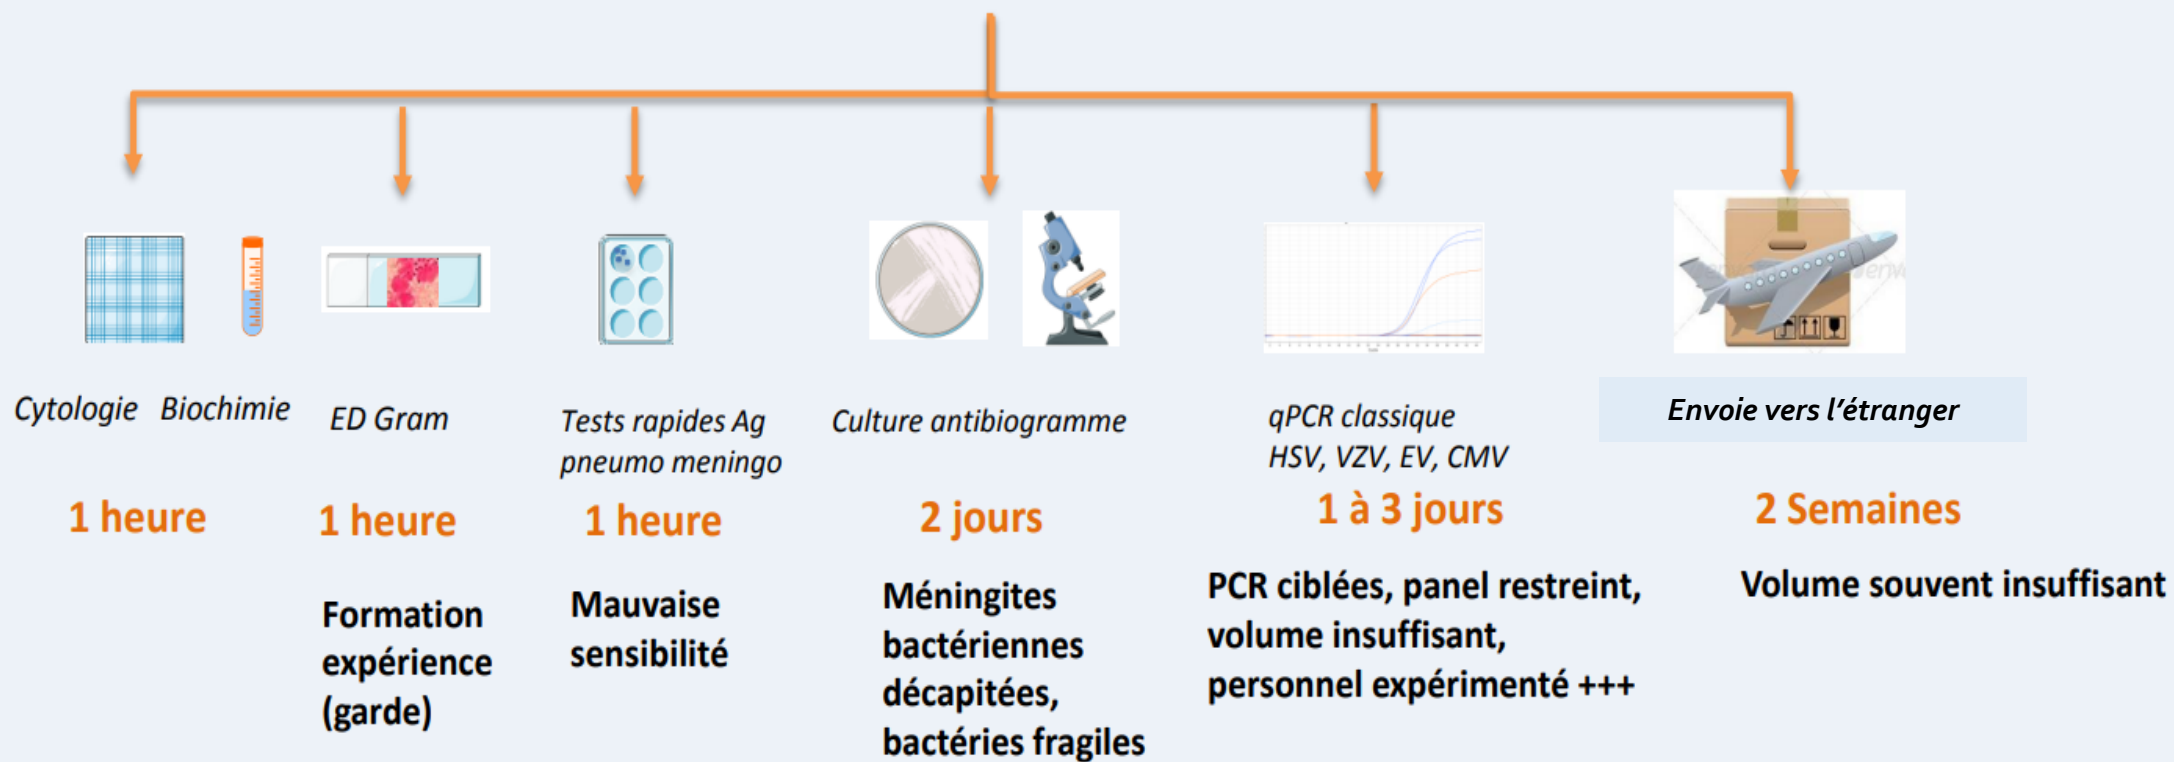 Cytologie Biochimie
1 heure
ED Gram
1 heure
Formation
expérience
(garde)
Tests rapides Ag
pneumo meningo
1 heure
Mauvaise
sensibilité
Culture antibiogramme
2 jours
Méningites
bactériennes
décapitées,
bactéries fragiles
qPCR classique
HSV, VZV, EV, CMV
1 à 3 jours
PCR ciblées, panel restreint,
volume insuffisant,
personnel expérimenté +++
Envoie vers l’étranger
2 Semaines
Volume souvent insuffisant